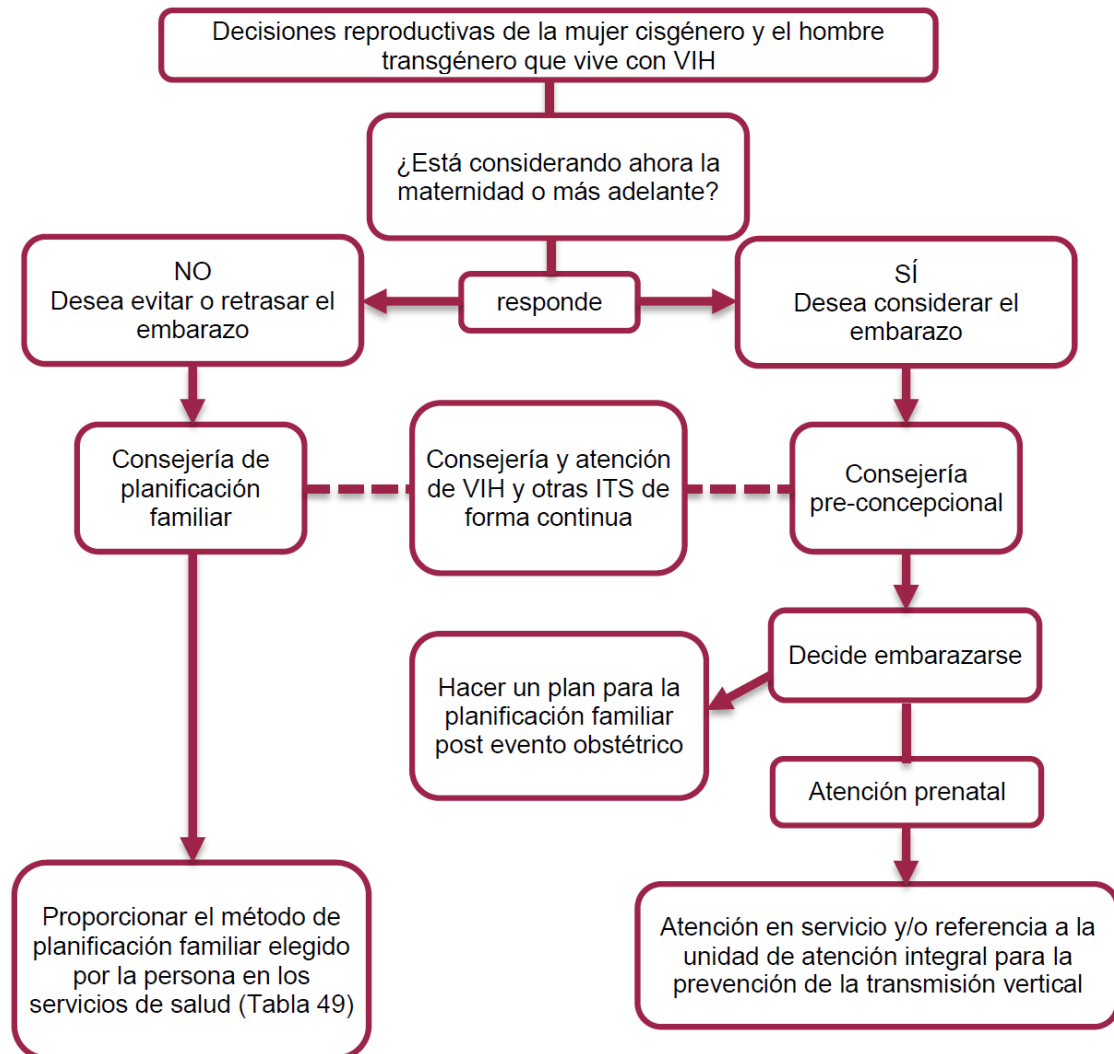 Decisiones reproductivas de la mujer cisgénero y el hombre
transgénero que vive con VIH
¿Está considerando ahora la
maternidad o más adelante?
NO
Desea evitar o retrasar el
embarazo
responde
SÍ
Desea considerar el
embarazo
Consejería de
planificación
familiar
Consejería y atención
de VIH y otras ITS de
forma continua
Consejería
pre-concepcional
Decide embarazarse
Hacer un plan para la
planificación familiar
post evento obstétrico
Atención prenatal
Proporcionar el método de
planificación familiar elegido
por la persona en los
servicios de salud (Tabla 49)
Atención en servicio y/o referencia a la
unidad de atención integral para la
prevención de la transmisión vertical